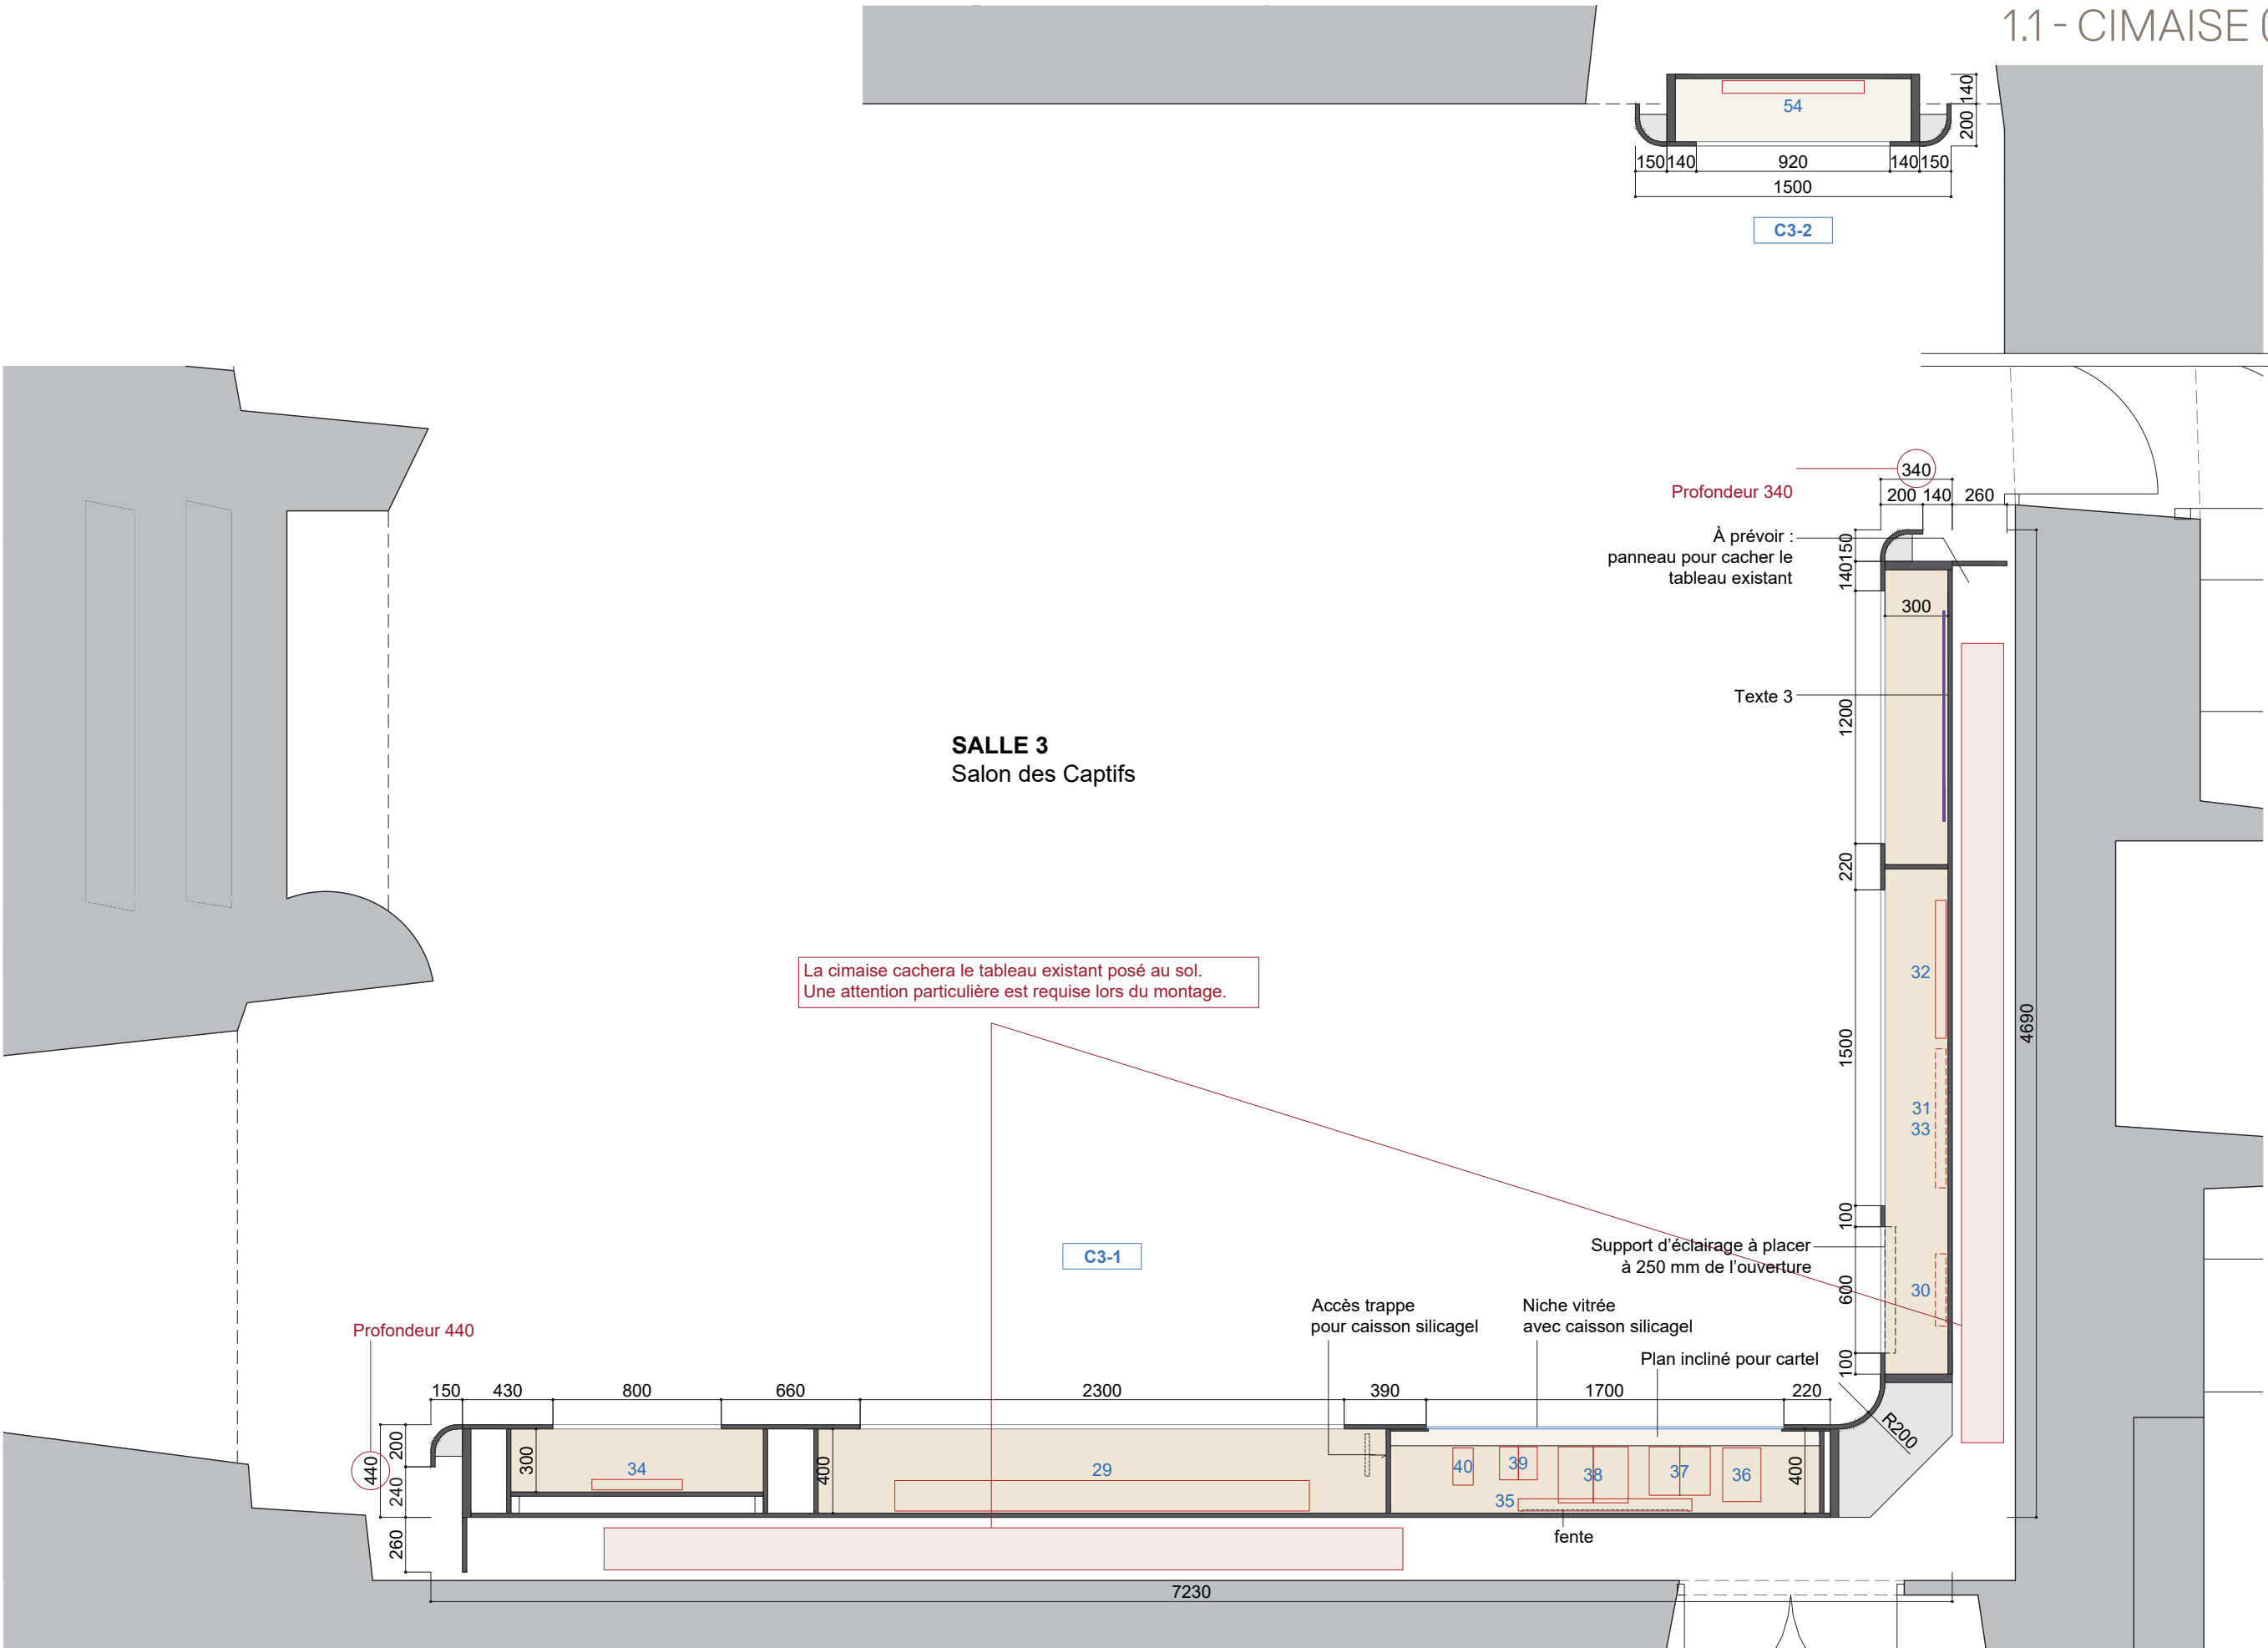 1.1 - CIMAISE (
54
140
200
150
140
920
140
150
1500
C3-2
340
Profondeur 340
200
140
260
À prévoir :
panneau pour cacher le
tableau existant
150
140
300
Texte 3
1200
SALLE 3
Salon des Captifs
220
32
La cimaise cachera le tableau existant posé au sol.
Une attention particulière est requise lors du montage.
4690
1500
31
33
100
Support d'éclairage à placer
à 250 mm de l'ouverture
C3-1
600
30
Accès trappe
pour caisson silicagel
Niche vitrée
avec caisson silicagel
Profondeur 440
Plan incliné pour cartel
100
150
430
800
660
2300
390
1700
220
R200
200
440
240
300
34
400
29
40
39
38
37
36
400
35
fente
260
7230